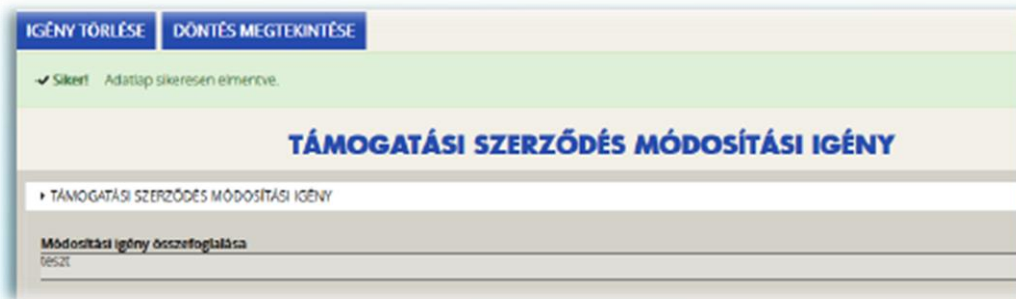 IGÉNY TÖRLÉSE DÖNTÉS MEGTEKINTÉSE
✔ Siker! Adatlap sikeresen elmentve.
TÁMOGATÁSI SZERZŐDÉS MÓDOSÍTÁSI IGÉNY
TÁMOGATÁSI SZERZŐDÉS MÓDOSÍTÁSI IGÉNY
Módosítási igény összefoglalása
teszt